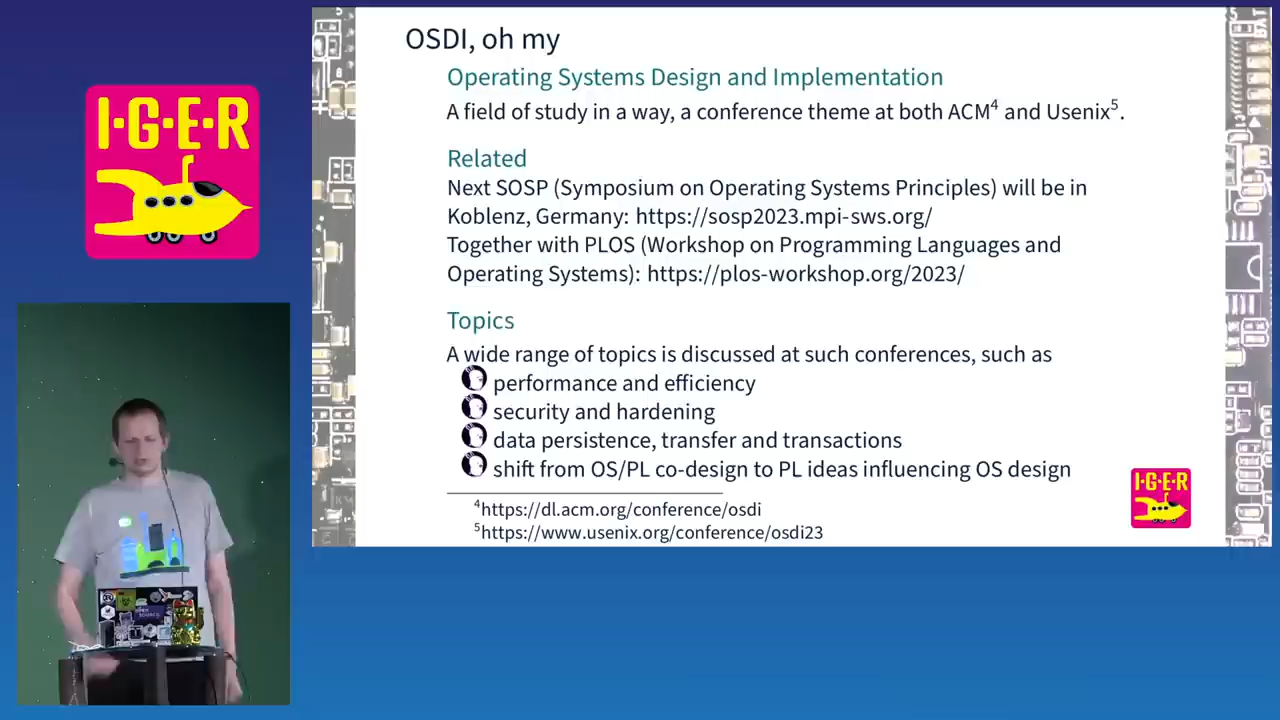 I·G·E·R
OSDI, oh my
Operating Systems Design and Implementation
A field of study in a way, a conference theme at both ACM⁴ and Usenix⁵.
Related
Next SOSP (Symposium on Operating Systems Principles) will be in
Koblenz, Germany: https://sosp2023.mpi-sws.org/
Together with PLOS (Workshop on Programming Languages and
Operating Systems): https://plos-workshop.org/2023/
Topics
A wide range of topics is discussed at such conferences, such as
performance and efficiency
security and hardening
data persistence, transfer and transactions
shift from OS/PL co-design to PL ideas influencing OS design
I·G·E·R
⁴https://dl.acm.org/conference/osdi
⁵https://www.usenix.org/conference/osdi23